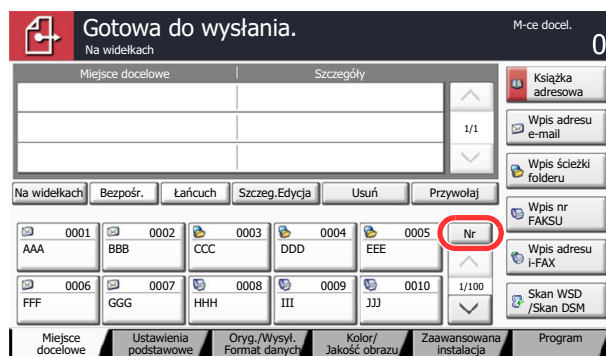 Gotowa do wysłania.
Na widełkach
M-ce docel.
0
Miejsce docelowe
Szczegóły
1/1
Książka
adresowa
Wpis adresu
e-mail
Wpis ścieżki
folderu
Wpis nr
FAKSU
Wpis adresu
i-FAX
Skan WSD
/Skan DSM
Na widełkach
Bezpośr.
Łańcuch
Szczeg.Edycja
Usuń
Przywołaj
0001
AAA
0002
BBB
0003
CCC
0004
DDD
0005
EEE
Nr
0006
FFF
0007
GGG
0008
HHH
0009
III
0010
JJJ
1/100
Miejsce
docelowe
Ustawienia
podstawowe
Oryg./Wysył.
Format danych
Kolor/
Jakość obrazu
Zaawansowana
instalacja
Program